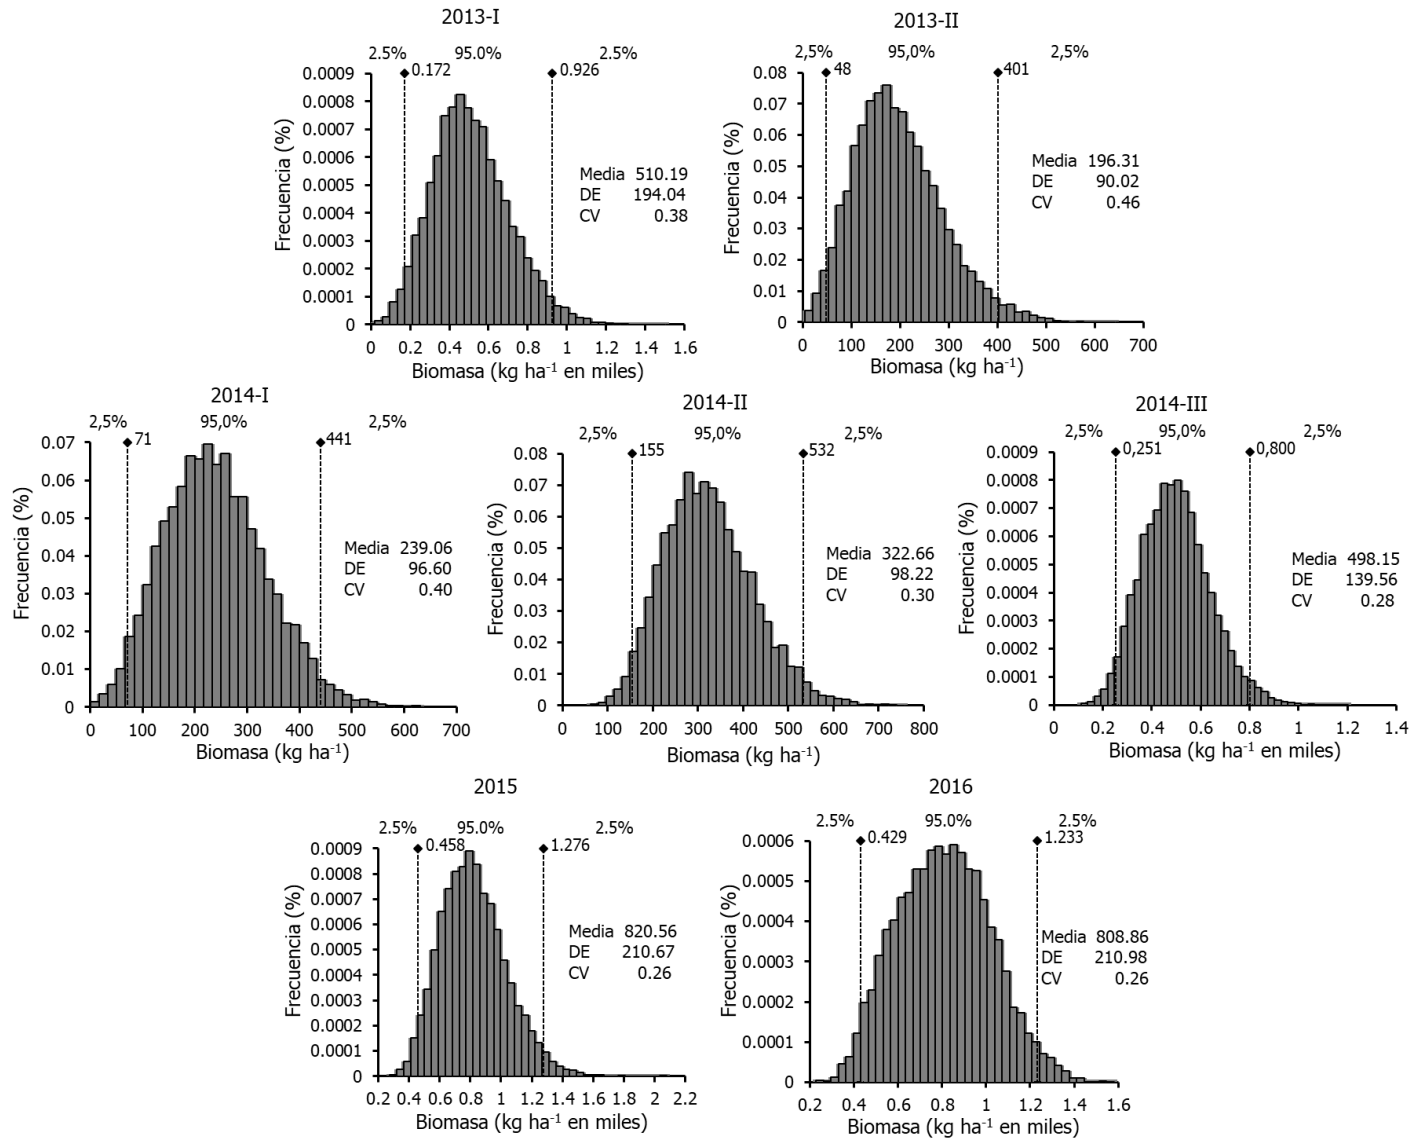 2013-I
2.5% 95.0% 2.5%
0.172 0.926
0.0009
0.0008
0.0007
0.0006
0.0005
0.0004
0.0003
0.0002
0.0001
0
Frecuencia (%)
Media 510.19
DE 194.04
CV 0.38
0 0.2 0.4 0.6 0.8 1 1.2 1.4 1.6
Biomasa (kg ha⁻¹ en miles)
2013-II
2,5% 95,0% 2,5%
48 401
0.08
0.07
0.06
0.05
0.04
0.03
0.02
0.01
0
Frecuencia (%)
Media 196.31
DE 90.02
CV 0.46
0 100 200 300 400 500 600 700
Biomasa (kg ha⁻¹)
2014-I
2,5% 95,0% 2,5%
71 441
0.07
0.06
0.05
0.04
0.03
0.02
0.01
0
Frecuencia (%)
Media 239.06
DE 96.60
CV 0.40
0 100 200 300 400 500 600 700
Biomasa (kg ha⁻¹)
2014-II
2,5% 95,0% 2,5%
155 532
0.08
0.07
0.06
0.05
0.04
0.03
0.02
0.01
0
Frecuencia (%)
Media 322.66
DE 98.22
CV 0.30
0 100 200 300 400 500 600 700 800
Biomasa (kg ha⁻¹)
2014-III
2,5% 95,0% 2,5%
0,251 0,800
0.0009
0.0008
0.0007
0.0006
0.0005
0.0004
0.0003
0.0002
0.0001
0
Frecuencia (%)
Media 498.15
DE 139.56
CV 0.28
0 0.2 0.4 0.6 0.8 1 1.2 1.4
Biomasa (kg ha⁻¹ en miles)
2015
2.5% 95.0% 2.5%
0.458 1.276
0.0009
0.0008
0.0007
0.0006
0.0005
0.0004
0.0003
0.0002
0.0001
0
Frecuencia (%)
Media 820.56
DE 210.67
CV 0.26
0.2 0.4 0.6 0.8 1 1.2 1.4 1.6 1.8 2 2.2
Biomasa (kg ha⁻¹ en miles)
2016
2.5% 95.0% 2.5%
0.429 1.233
0.0006
0.0005
0.0004
0.0003
0.0002
0.0001
0
Frecuencia (%)
Media 808.86
DE 210.98
CV 0.26
0.2 0.4 0.6 0.8 1 1.2 1.4 1.6
Biomasa (kg ha⁻¹ en miles)